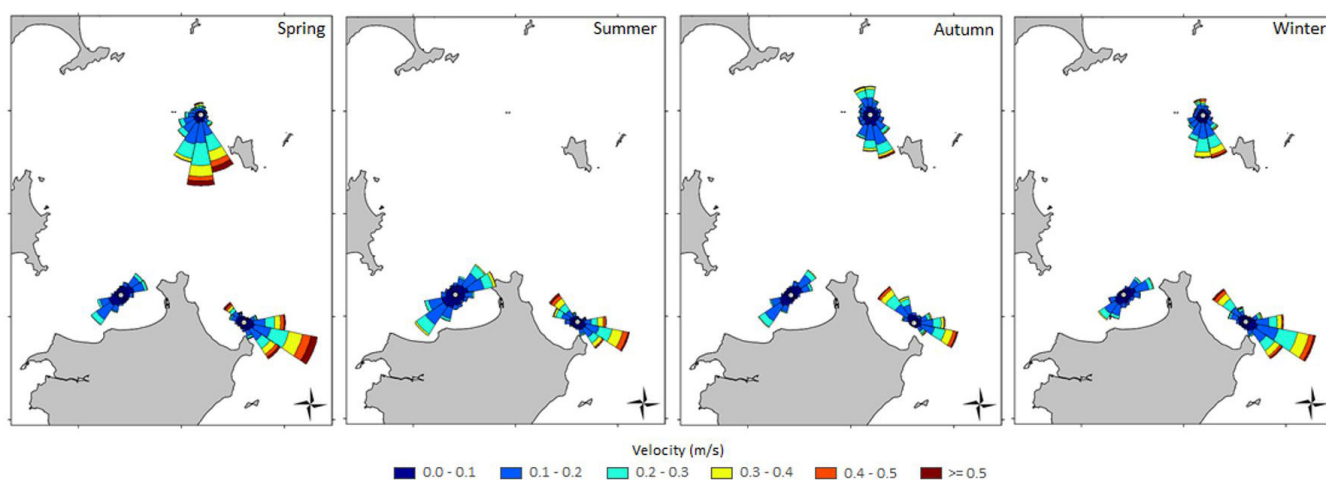 Spring Summer Autumn Winter
Velocity (m/s)
0.0 - 0.1 0.1 - 0.2 0.2 - 0.3 0.3 - 0.4 0.4 - 0.5 >= 0.5